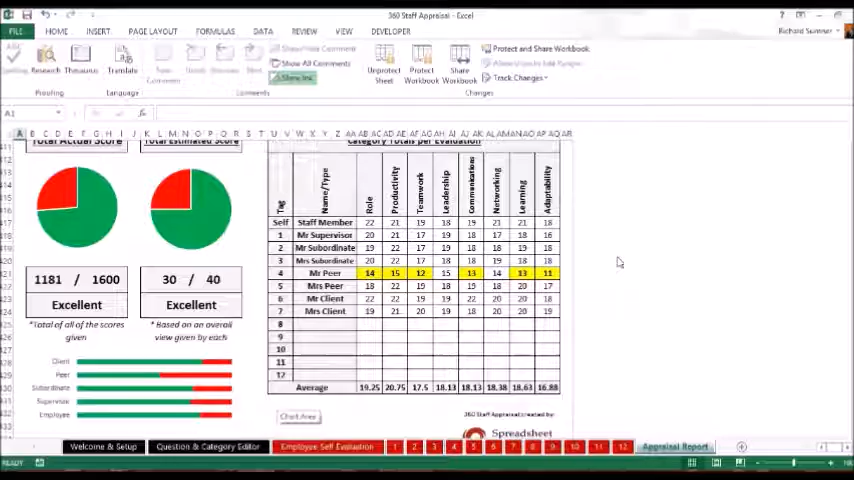 360 Staff Appraisal - Excel
FILE HOME INSERT PAGE LAYOUT FORMULAS DATA REVIEW VIEW DEVELOPER Richard Sumner
Research Thesaurus Translate Show All Comments Show Ink Unprotect Sheet Protect Workbook Share Workbook Protect and Share Workbook Track Changes
Proofing Language Comments Changes
A1
Total Actual Score Total Estimated Score Category Totals per Evaluation
Tag Name/Type Role Productivity Teamwork Leadership Communications Networking Learning Adaptability
Self Staff Member 22 21 19 18 19 21 21 18
1 Mr Supervisor 20 21 17 19 18 17 18 16
2 Mr Subordinate 19 22 17 19 19 18 18 18
3 Mrs Subordinate 20 22 17 18 18 19 18 18
4 Mr Peer 14 15 12 15 13 14 13 11
5 Mrs Peer 18 22 19 18 18 18 20 17
6 Mr Client 22 22 19 19 22 20 20 18
7 Mrs Client 19 21 20 19 18 20 20 19
8
9
10
11
12
Average 19.25 20.75 17.5 18.13 18.13 18.38 18.63 16.88
1181 / 1600 30 / 40
Excellent Excellent
*Total of all of the scores given
*Based on an overall view given by each
Client
Peer
Subordinate
Supervisor
Employee
Chart Area
360 Staff Appraisal created by:
Spreadsheet
Welcome & Setup Question & Category Editor Employee Self Evaluation 1 2 3 4 5 6 7 8 9 10 11 12 Appraisal Report
READY